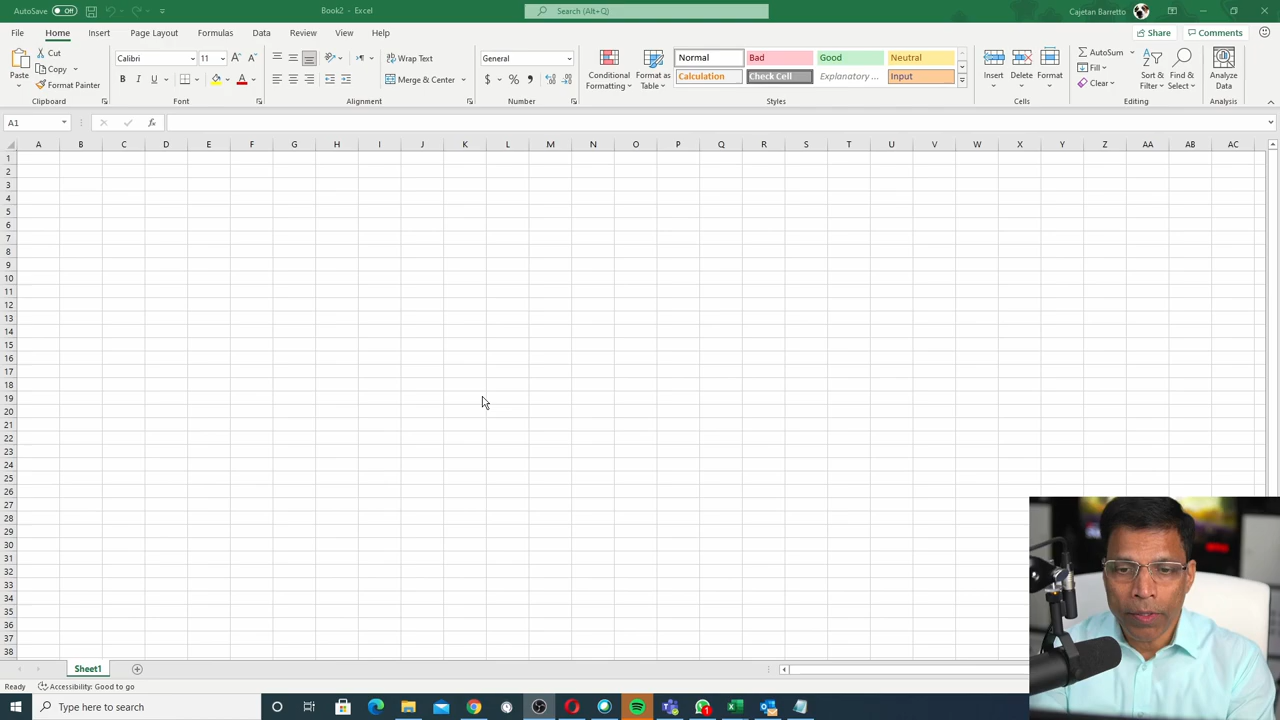 AutoSave Off Book2 - Excel Search (Alt+Q) Cajetan Barretto
File Home Insert Page Layout Formulas Data Review View Help Share Comments
Paste Cut Copy Format Painter Clipboard
Calibri 11 B I U A Font
Wrap Text Merge & Center Alignment
General $ % Number
Conditional Formatting Format as Table
Normal Bad Good Neutral
Calculation Check Cell Explanatory ... Input
Styles
Insert Delete Format Cells
AutoSum Fill Clear Sort & Filter Find & Select Editing
Analyze Data Analysis
A1 fx
A B C D E F G H I J K L M N O P Q R S T U V W X Y Z AA AB AC
1
2
3
4
5
6
7
8
9
10
11
12
13
14
15
16
17
18
19
20
21
22
23
24
25
26
27
28
29
30
31
32
33
34
35
36
37
38
Sheet1
Ready Accessibility: Good to go
Type here to search